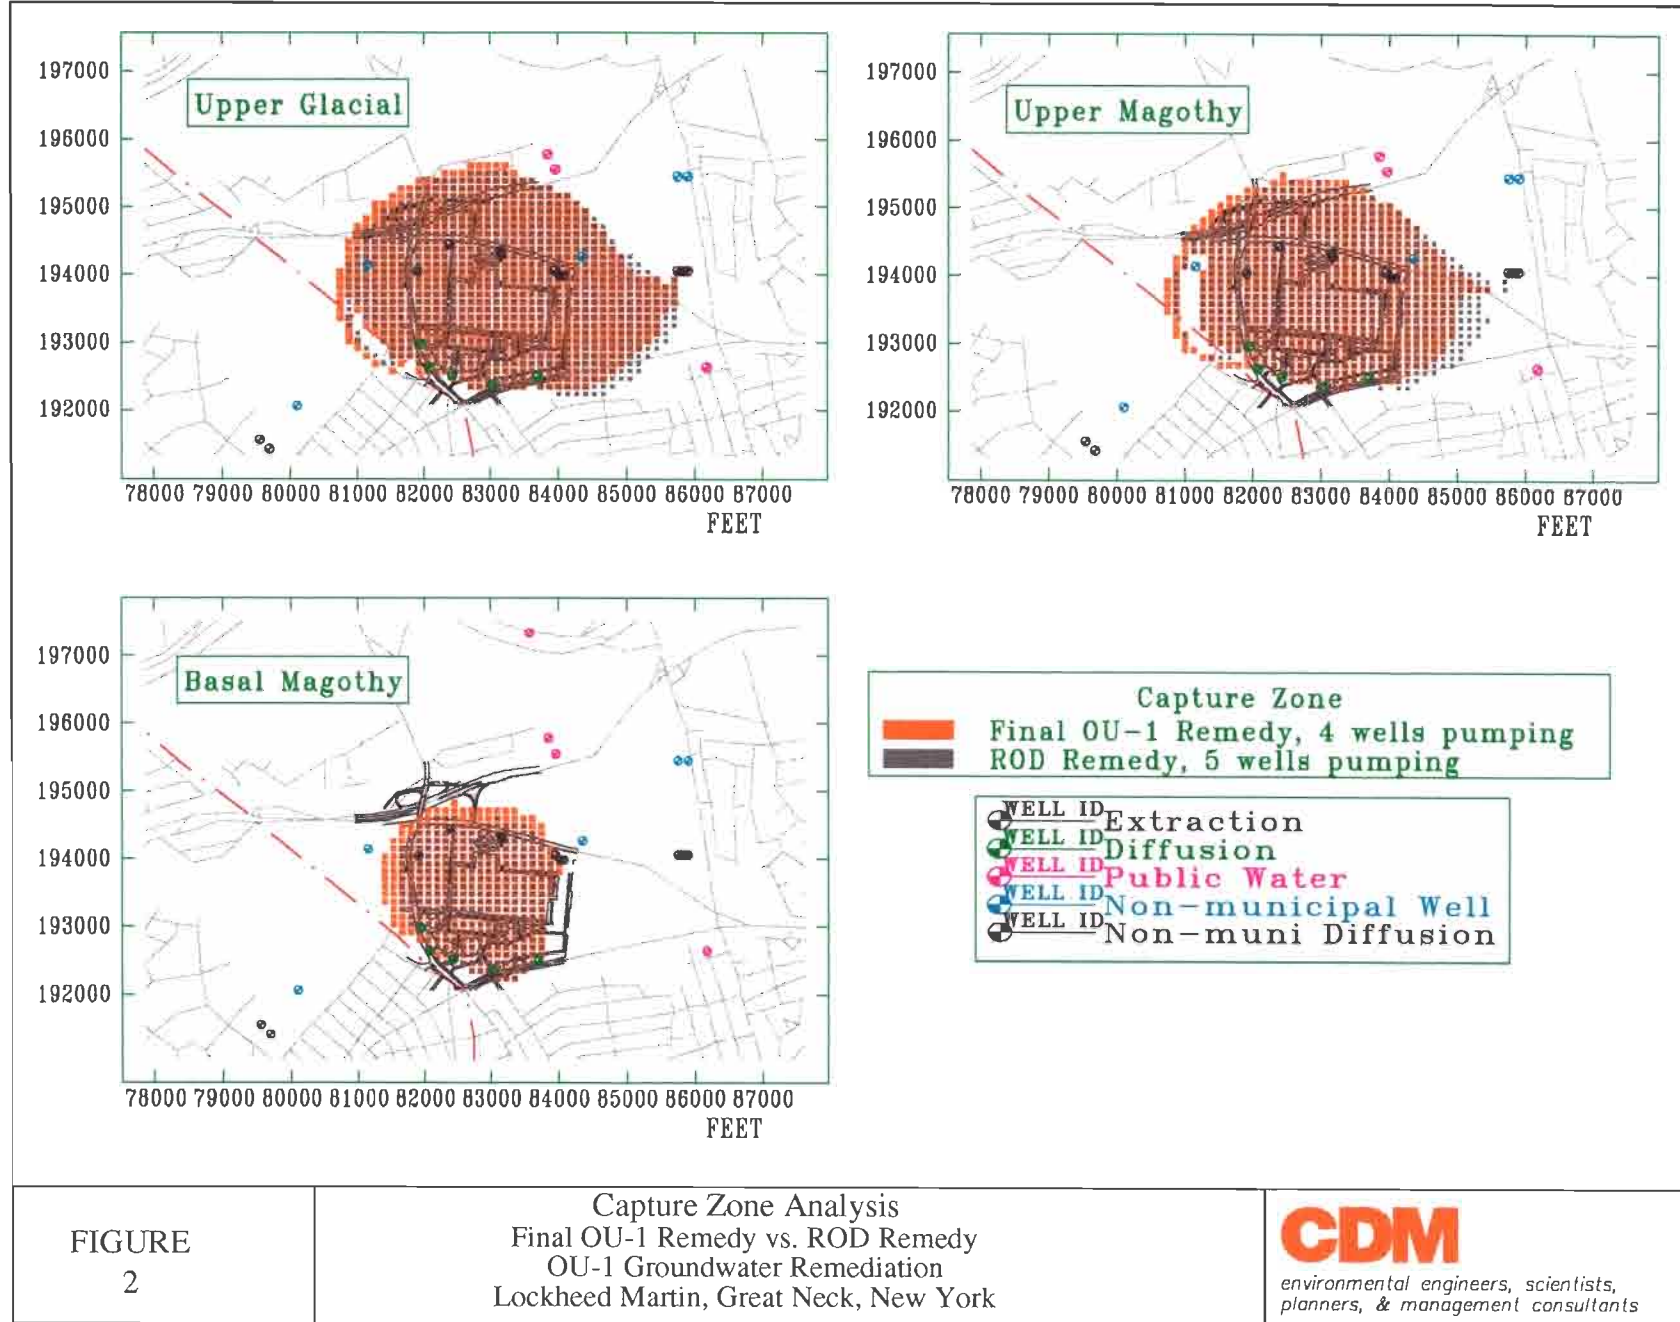 197000
196000
195000
194000
193000
192000
Upper Glacial
78000 79000 80000 81000 82000 83000 84000 85000 86000 87000
FEET
197000
196000
195000
194000
193000
192000
Upper Magothy
78000 79000 80000 81000 82000 83000 84000 85000 86000 87000
FEET
197000
196000
195000
194000
193000
192000
Basal Magothy
78000 79000 80000 81000 82000 83000 84000 85000 86000 87000
FEET
Capture Zone
Final OU-1 Remedy, 4 wells pumping
ROD Remedy, 5 wells pumping
WELL ID Extraction
WELL ID Diffusion
WELL ID Public Water
WELL ID Non-municipal Well
WELL ID Non-muni Diffusion
FIGURE
2
Capture Zone Analysis
Final OU-1 Remedy vs. ROD Remedy
OU-1 Groundwater Remediation
Lockheed Martin, Great Neck, New York
CDM
environmental engineers, scientists,
planners, & management consultants